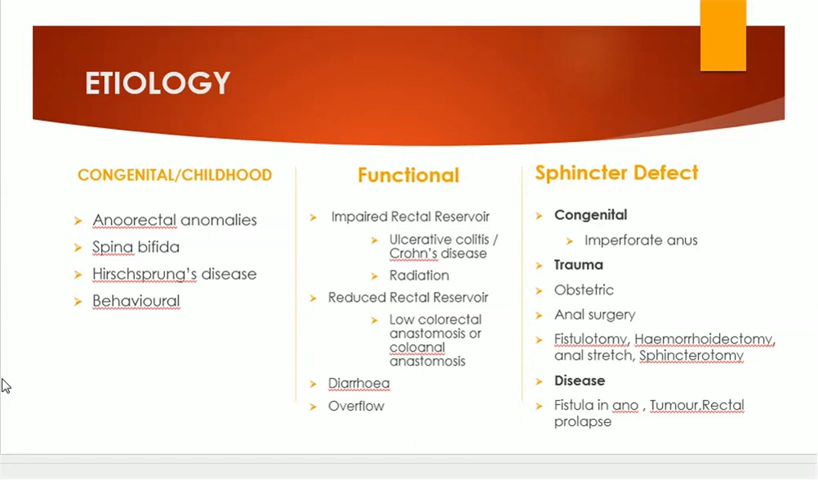 ETIOLOGY
CONGENITAL/CHILDHOOD
Anoorectal anomalies
Spina bifida
Hirschsprung's disease
Behavioural
Functional
Impaired Rectal Reservoir
Ulcerative colitis /
Crohn's disease
Radiation
Reduced Rectal Reservoir
Low colorectal
anastomosis or
coloanal
anastomosis
Diarrhoea
Overflow
Sphincter Defect
Congenital
Imperforate anus
Trauma
Obstetric
Anal surgery
Fistulotomy, Haemorrhoidectomy,
anal stretch, Sphincterotomy
Disease
Fistula in ano , Tumour,Rectal
prolapse